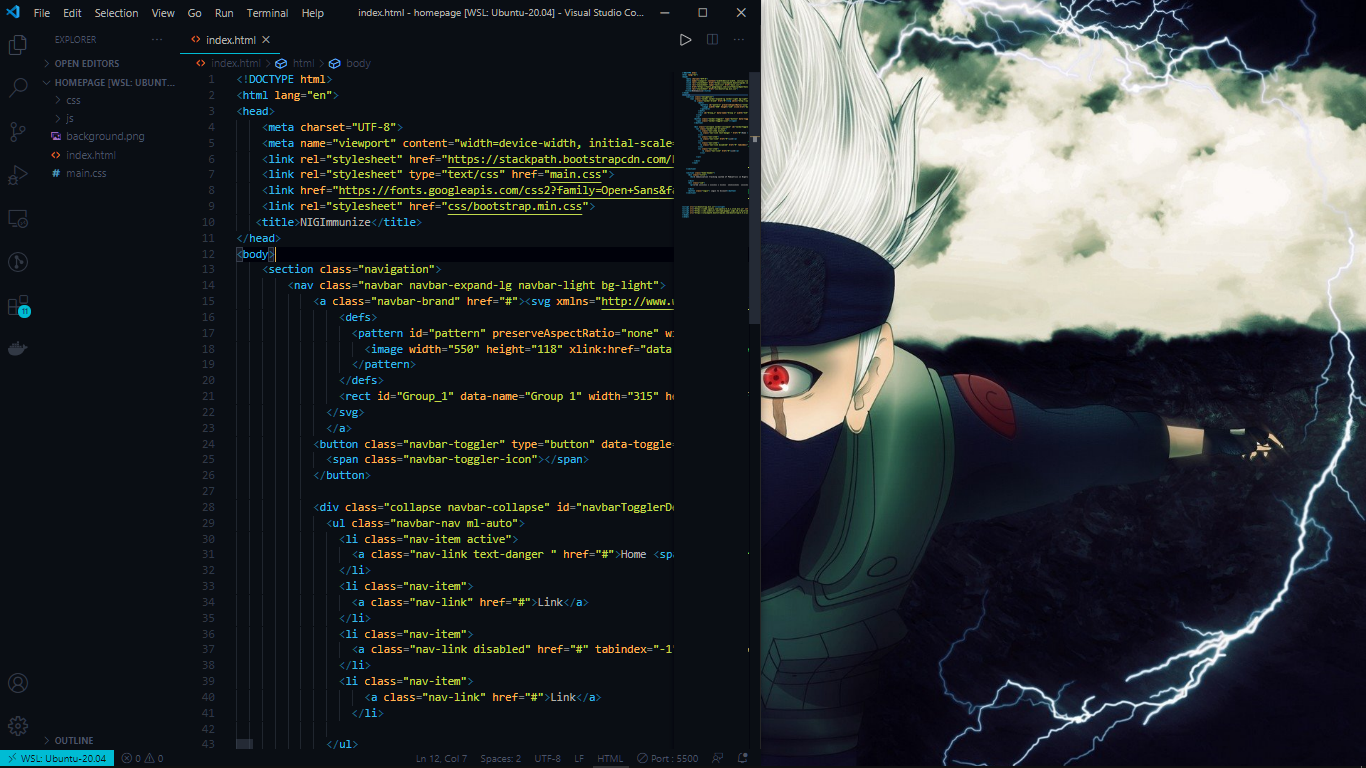 File Edit Selection View Go Run Terminal Help index.html - homepage [WSL: Ubuntu-20.04] - Visual Studio Co...
EXPLORER ···
OPEN EDITORS
HOMEPAGE [WSL: UBUNT...
css
js
background.png
index.html
main.css
OUTLINE
11
index.html
index.html > html > body
1 <!DOCTYPE html>
2 <html lang="en">
3 <head>
4 <meta charset="UTF-8">
5 <meta name="viewport" content="width=device-width, initial-scale=
6 <link rel="stylesheet" href="https://stackpath.bootstrapcdn.com/
7 <link rel="stylesheet" type="text/css" href="main.css">
8 <link href="https://fonts.googleapis.com/css2?family=Open+Sans&fa
9 <link rel="stylesheet" href="css/bootstrap.min.css">
10 <title>NIGImmunize</title>
11 </head>
12 <body>
13 <section class="navigation">
14 <nav class="navbar navbar-expand-lg navbar-light bg-light">
15 <a class="navbar-brand" href="#"><svg xmlns="http://www.
16 <defs>
17 <pattern id="pattern" preserveAspectRatio="none" wi
18 <image width="550" height="118" xlink:href="data
19 </pattern>
20 </defs>
21 <rect id="Group_1" data-name="Group 1" width="315" he
22 </svg>
23 </a>
24 <button class="navbar-toggler" type="button" data-toggle=
25 <span class="navbar-toggler-icon"></span>
26 </button>
27
28 <div class="collapse navbar-collapse" id="navbarTogglerDe
29 <ul class="navbar-nav ml-auto">
30 <li class="nav-item active">
31 <a class="nav-link text-danger " href="#">Home <spa
32 </li>
33 <li class="nav-item">
34 <a class="nav-link" href="#">Link</a>
35 </li>
36 <li class="nav-item">
37 <a class="nav-link disabled" href="#" tabindex="-1"
38 </li>
39 <li class="nav-item">
40 <a class="nav-link" href="#">Link</a>
41 </li>
42
43 </ul>
WSL: Ubuntu-20.04 0 0 Ln 12, Col 7 Spaces: 2 UTF-8 LF HTML Port : 5500